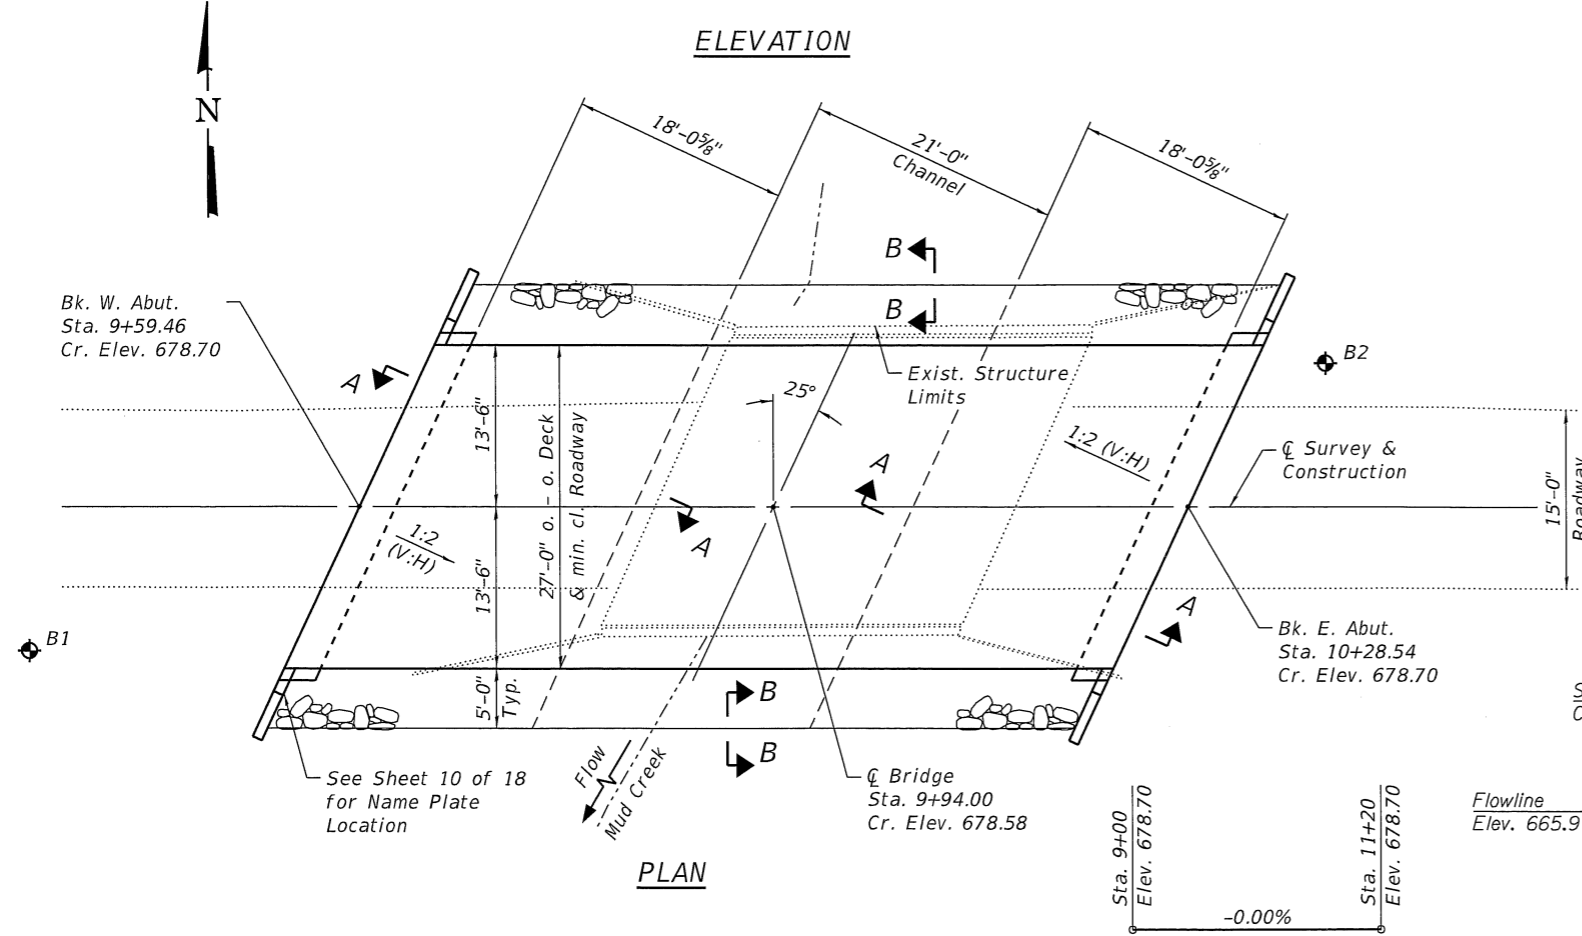 ELEVATION
N
18'-0⅝"
21'-0"
Channel
18'-0⅝"
B
B
Bk. W. Abut.
Sta. 9+59.46
Cr. Elev. 678.70
A
B2
Exist. Structure
Limits
25°
13'-6"
27'-0" o. - o. Deck
& min. cl. Roadway
1:2 (V:H)
A
℄ Survey &
Construction
15'-0"
Roadway
1:2
(V:H)
A
13'-6"
A
B1
Bk. E. Abut.
Sta. 10+28.54
Cr. Elev. 678.70
5'-0"
Typ.
B
B
Flow
Mud Creek
See Sheet 10 of 18
for Name Plate
Location
℄ Bridge
Sta. 9+94.00
Cr. Elev. 678.58
PLAN
Sta. 9+00
Elev. 678.70
Sta. 11+20
Elev. 678.70
-0.00%
Flowline
Elev. 665.9